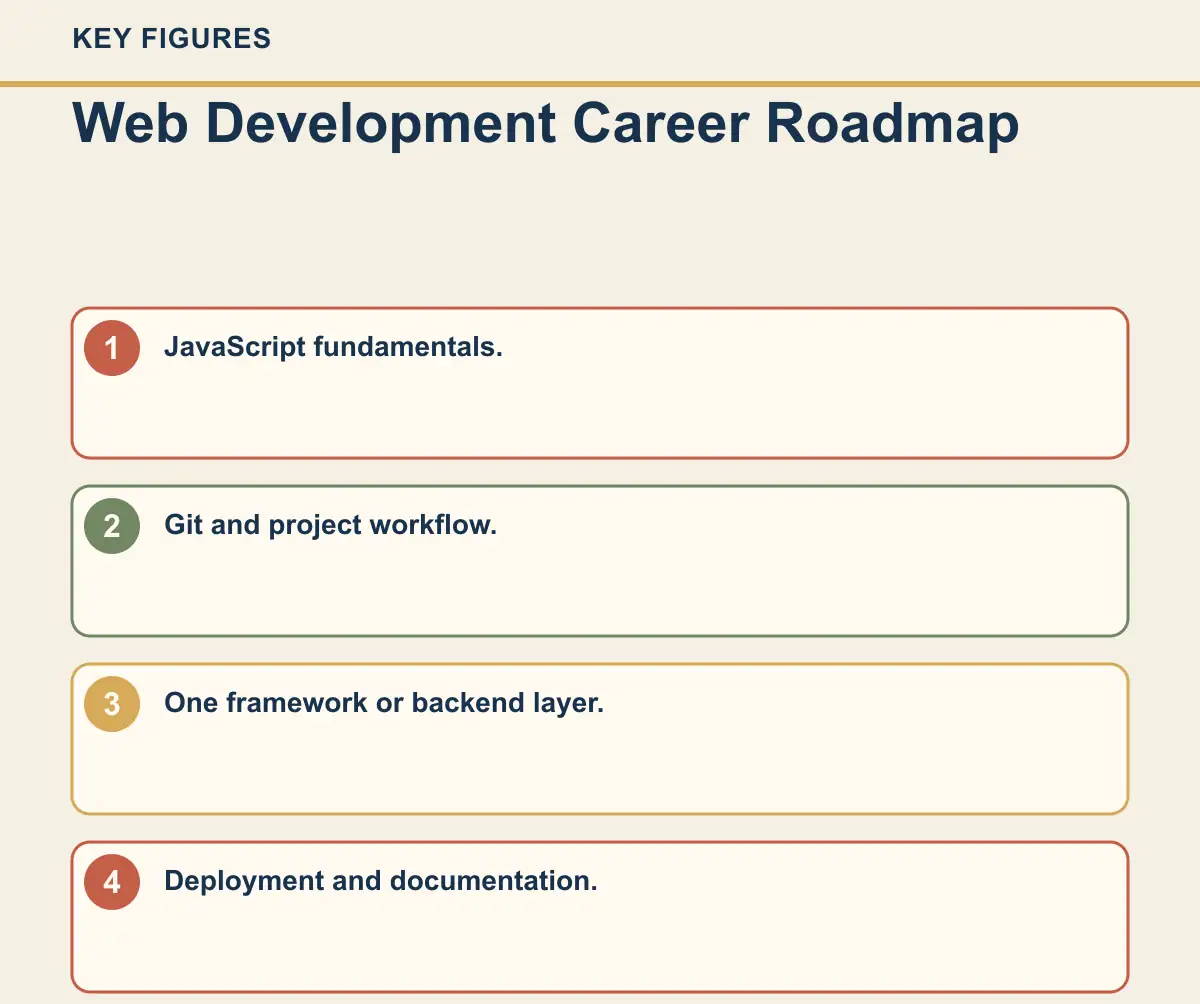 KEY FIGURES
Web Development Career Roadmap
1 JavaScript fundamentals.
2 Git and project workflow.
3 One framework or backend layer.
4 Deployment and documentation.